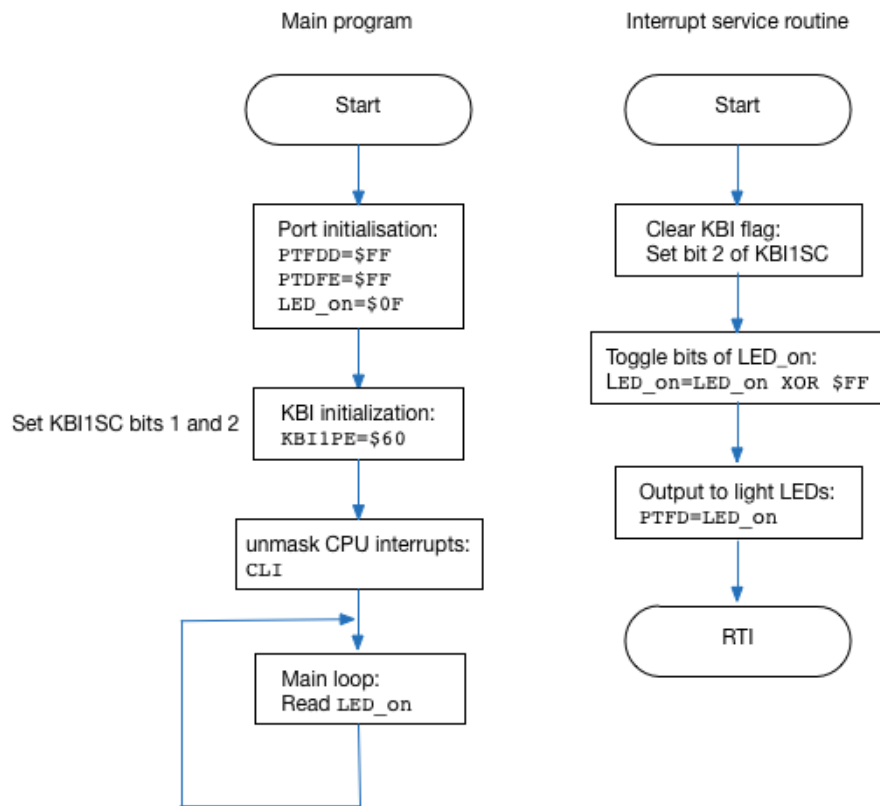 Main program
Start
Port initialisation:
PTFDD=$FF
PTDFE=$FF
LED_on=$0F
Set KBI1SC bits 1 and 2
KBI initialization:
KBI1PE=$60
unmask CPU interrupts:
CLI
Main loop:
Read LED_on
Interrupt service routine
Start
Clear KBI flag:
Set bit 2 of KBI1SC
Toggle bits of LED_on:
LED_on=LED_on XOR $FF
Output to light LEDs:
PTFD=LED_on
RTI